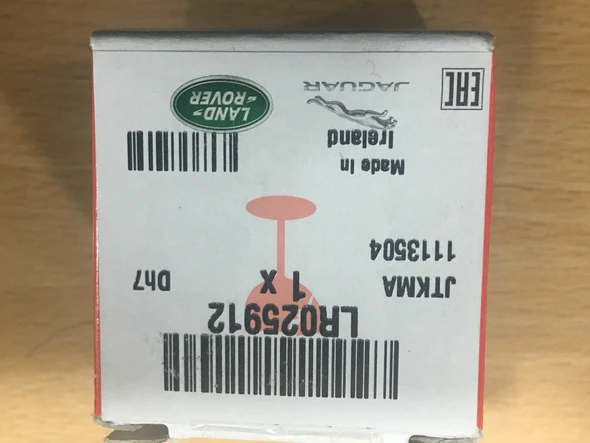 LR025912
1 X
JTKMA
Dh7
1113504
Made In
Ireland
EAC
JAGUAR
LAND-
-ROVER